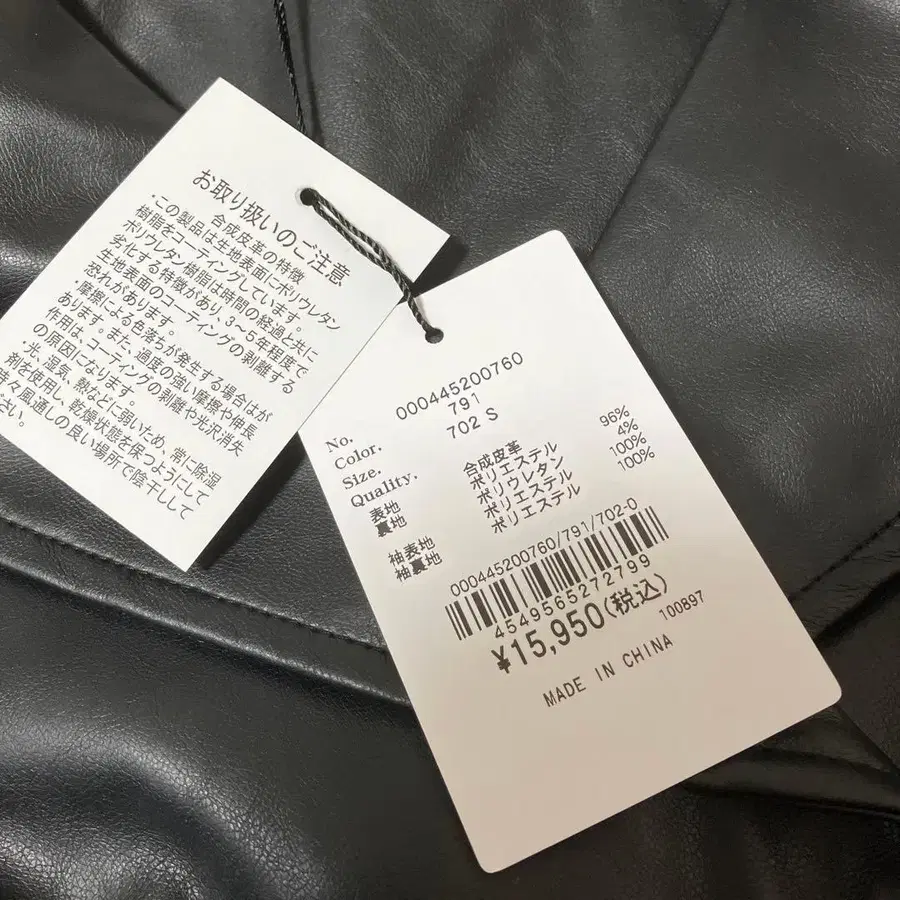 お取り扱いのご注意
合成皮革の特徴
・この製品は生地表面にポリウレタン
樹脂をコーティングしています。
ポリウレタン樹脂は時間の経過と共に
劣化する特徴があり、3～5年程度で
生地表面のコーティングの剥離する
恐れがあります。
・摩擦による色落ちが発生する場合が
あります。また、過度の強い摩擦や伸長
作用は、コーティングの剥離や光沢消失
の原因になります。
・光、湿気、熱などに弱いため、常に除湿
剤を使用し、乾燥状態を保つようにして
時々風通しの良い場所で陰干しして
ださい。
No. 000445200760
Color. 791
Size. 702 S
Quality.
合成皮革
表地 ポリエステル 96%
ポリウレタン 4%
裏地 ポリエステル 100%
袖表地 ポリエステル 100%
袖裏地
000445200760/791/702-0
4549565272799
¥15,950(税込)
100897
MADE IN CHINA